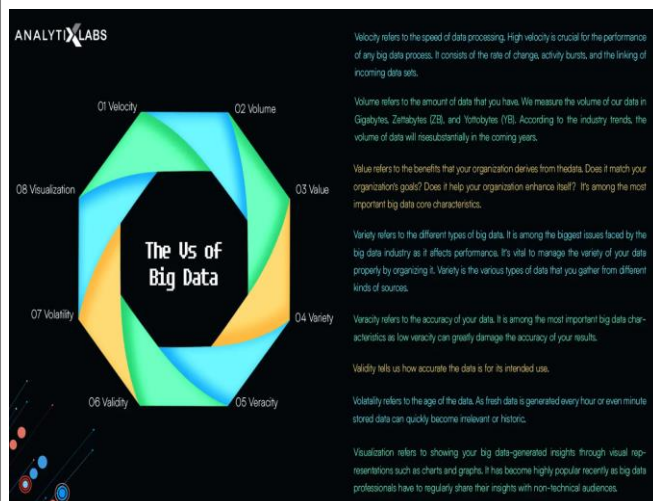 ANALYTIXLABS
01 Velocity
02 Volume
03 Value
04 Variety
05 Veracity
06 Validity
07 Volatility
08 Visualization
The Vs of
Big Data
Velocity refers to the speed of data processing. High velocity is crucial for the performance
of any big data process. It consists of the rate of change, activity bursts, and the linking of
incoming data sets.
Volume refers to the amount of data that you have. We measure the volume of our data in
Gigabytes, Zettabytes (ZB), and Yottobytes (YB). According to the industry trends, the
volume of data will risesubstantially in the coming years.
Value refers to the benefits that your organization derives from thedata. Does it match your
organization's goals? Does it help your organization enhance itself? It's among the most
important big data core characteristics.
Variety refers to the different types of big data. It is among the biggest issues faced by the
big data industry as it affects performance. It's vital to manage the variety of your data
properly by organizing it. Variety is the various types of data that you gather from different
kinds of sources.
Veracity refers to the accuracy of your data. It is among the most important big data char-
acteristics as low veracity can greatly damage the accuracy of your results.
Validity tells us how accurate the data is for its intended use.
Volatality refers to the age of the data. As fresh data is generated every hour or even minute
stored data can quickly become irrelevant or historic.
Visualization refers to showing your big data-generated insights through visual rep-
resentations such as charts and graphs. It has become highly popular recently as big data
professionals have to regularly share their insights with non-technical audiences.